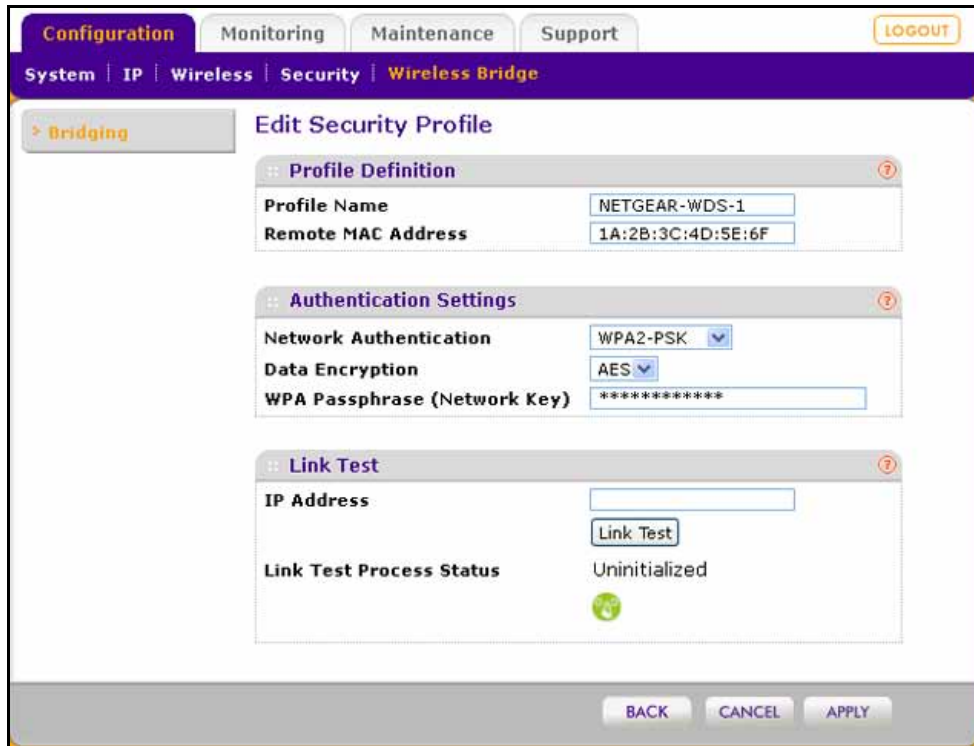 Configuration Monitoring Maintenance Support LOGOUT
System IP Wireless Security Wireless Bridge
> Bridging
Edit Security Profile
:: Profile Definition ?
Profile Name NETGEAR-WDS-1
Remote MAC Address 1A:2B:3C:4D:5E:6F
:: Authentication Settings ?
Network Authentication WPA2-PSK
Data Encryption AES
WPA Passphrase (Network Key) ************
:: Link Test ?
IP Address
Link Test
Link Test Process Status Uninitialized
BACK CANCEL APPLY